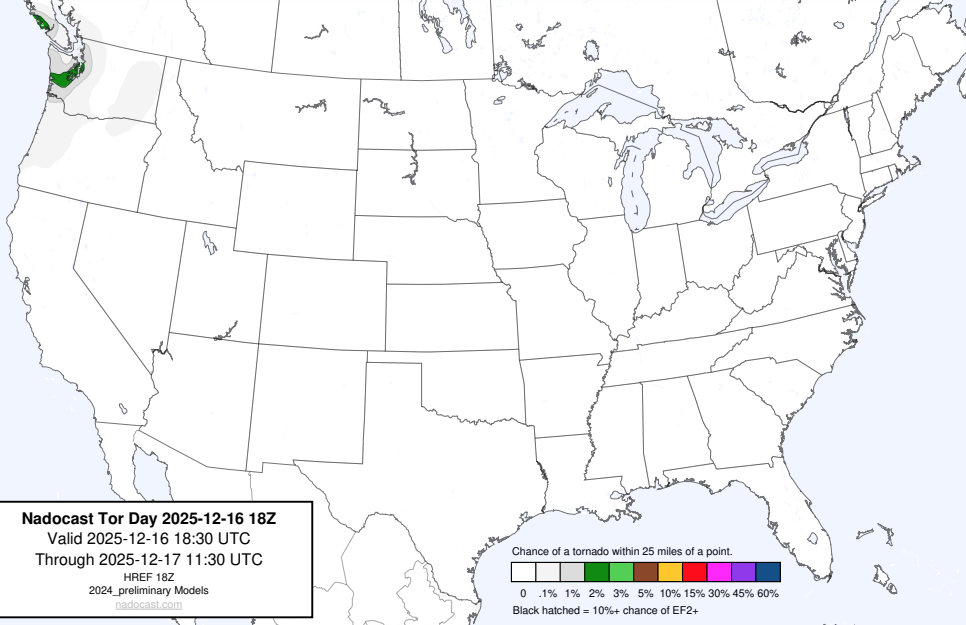 Nadocast Tor Day 2025-12-16 18Z
Valid 2025-12-16 18:30 UTC
Through 2025-12-17 11:30 UTC
HREF 18Z
2024_preliminary Models
nadocast.com
Chance of a tornado within 25 miles of a point.
0 .1% 1% 2% 3% 5% 10% 15% 30% 45% 60%
Black hatched = 10%+ chance of EF2+